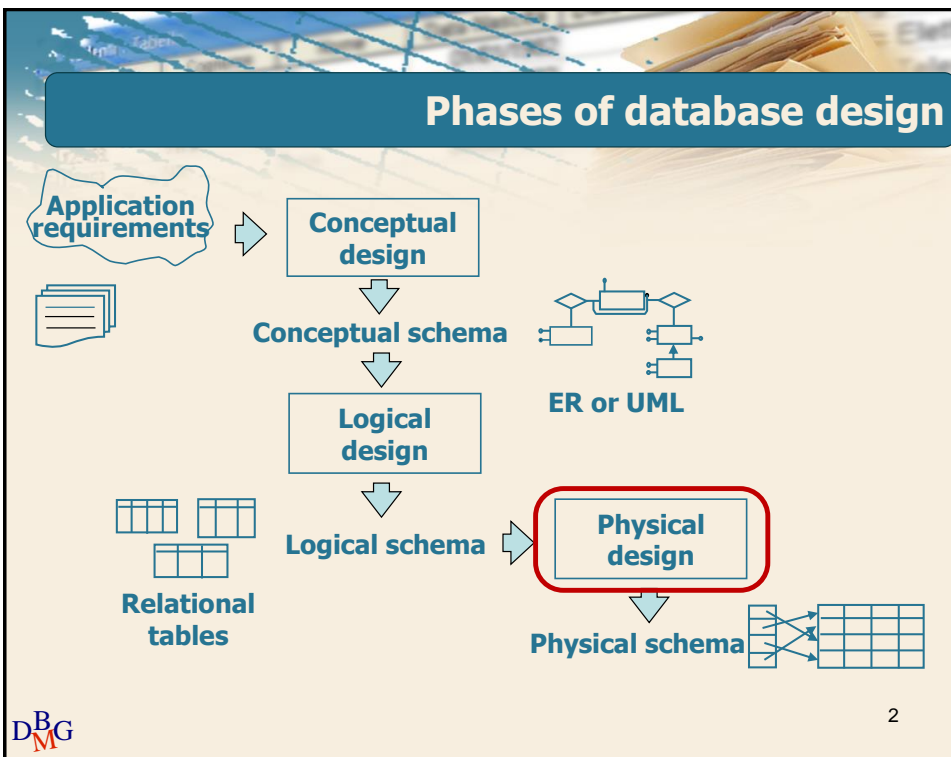 Phases of database design
Application
requirements
Conceptual
design
Conceptual schema
ER or UML
Logical
design
Logical schema
Physical
design
Relational
tables
Physical schema
DBMG
2